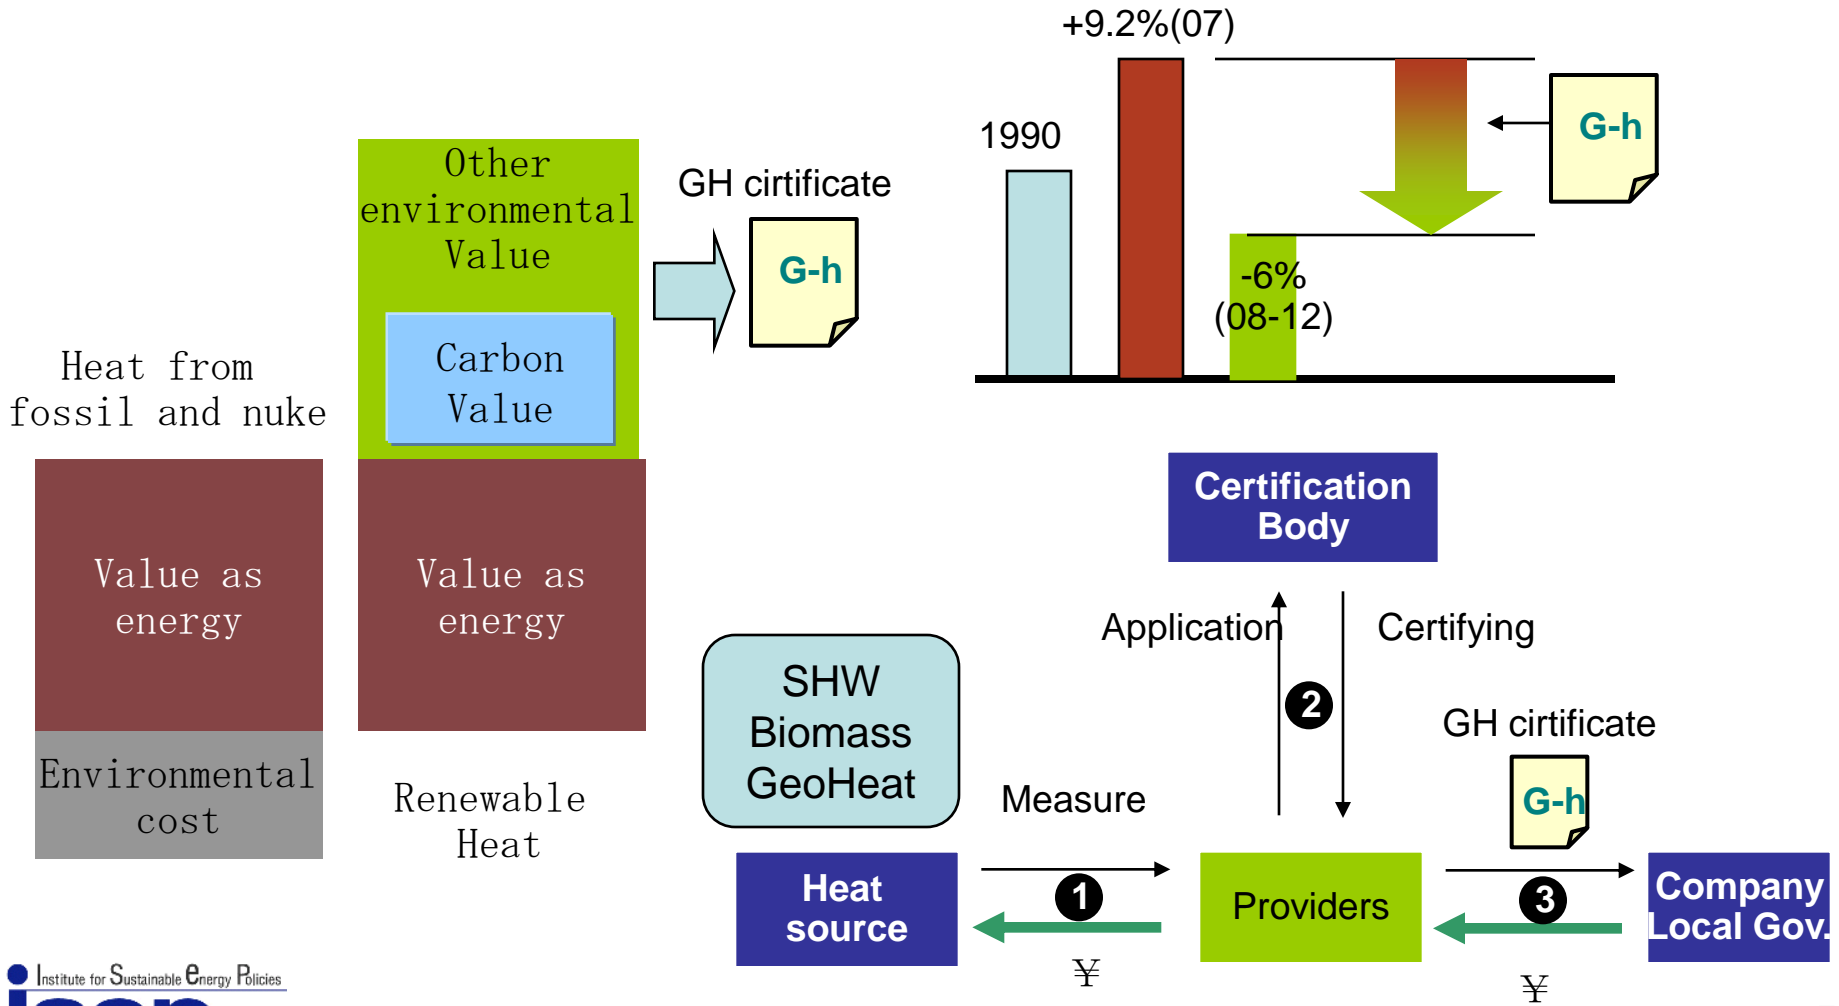 +9.2%(07)
1990
G-h
-6%
(08-12)
Other
environmental
Value
Carbon
Value
GH cirtificate
G-h
Heat from
fossil and nuke
Value as
energy
Value as
energy
Environmental
cost
Renewable
Heat
Certification
Body
Application
Certifying
2
SHW
Biomass
GeoHeat
Measure
GH cirtificate
G-h
Heat
source
1
¥
Providers
3
¥
Company
Local Gov.
Institute for Sustainable Energy Policies
isep